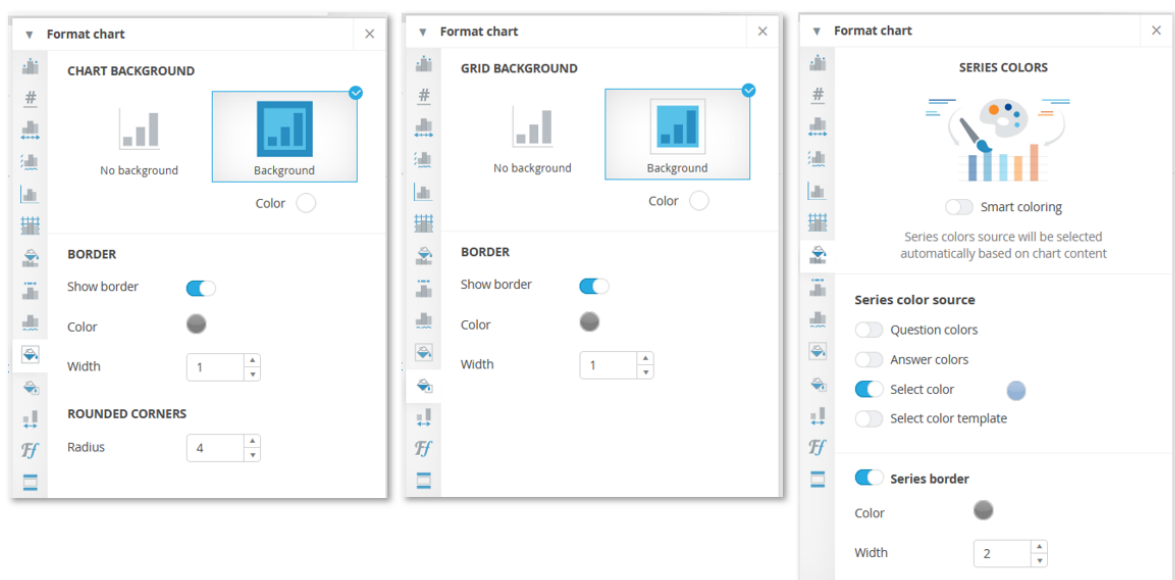 Format chart
CHART BACKGROUND
No background
Background
Color
BORDER
Show border
Color
Width
1
ROUNDED CORNERS
Radius
4
#
Ff
Format chart
GRID BACKGROUND
No background
Background
Color
BORDER
Show border
Color
Width
1
#
Ff
Format chart
SERIES COLORS
Smart coloring
Series colors source will be selected
automatically based on chart content
Series color source
Question colors
Answer colors
Select color
Select color template
Series border
Color
Width
2
#
Ff